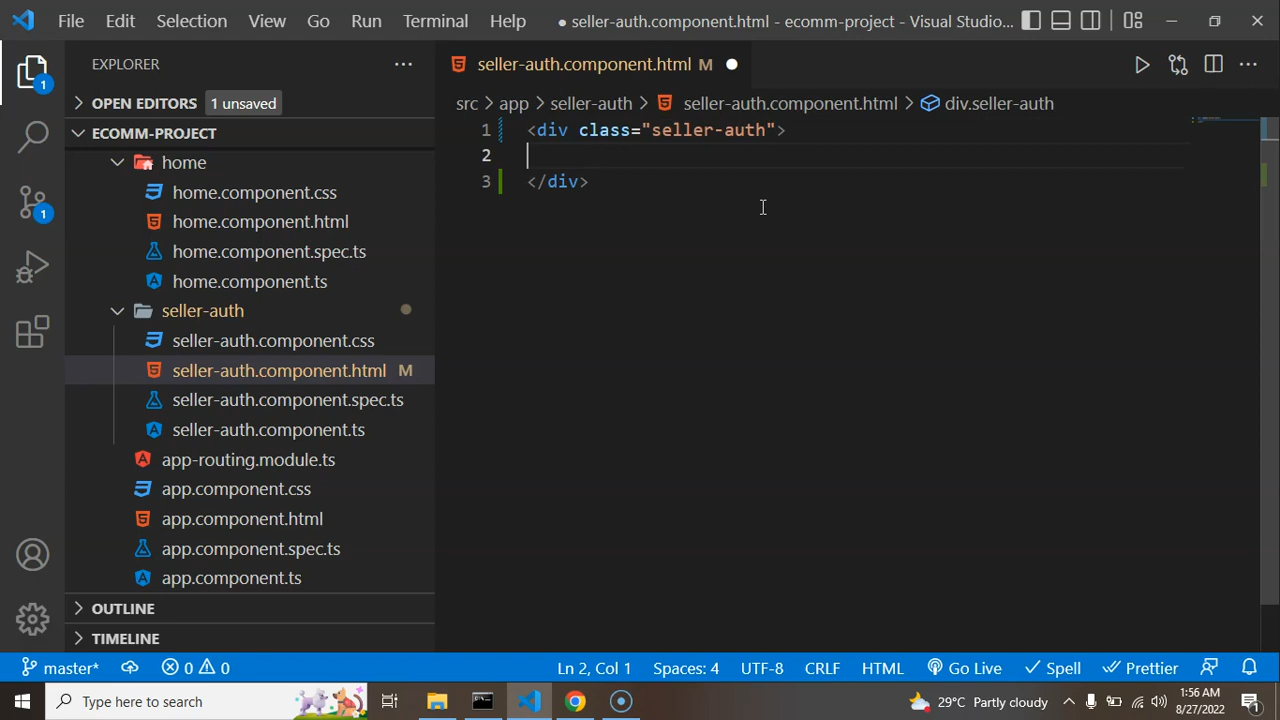 File Edit Selection View Go Run Terminal Help
● seller-auth.component.html - ecomm-project - Visual Studio...
EXPLORER
1
OPEN EDITORS 1 unsaved
ECOMM-PROJECT
home
home.component.css
home.component.html
home.component.spec.ts
home.component.ts
seller-auth
seller-auth.component.css
seller-auth.component.html M
seller-auth.component.spec.ts
seller-auth.component.ts
app-routing.module.ts
app.component.css
app.component.html
app.component.spec.ts
app.component.ts
OUTLINE
TIMELINE
1
seller-auth.component.html M
src > app > seller-auth > seller-auth.component.html > div.seller-auth
1 <div class="seller-auth">
2
3 </div>
master* 0 0 Ln 2, Col 1 Spaces: 4 UTF-8 CRLF HTML Go Live Spell Prettier
Type here to search
29°C Partly cloudy
1:56 AM
8/27/2022
1